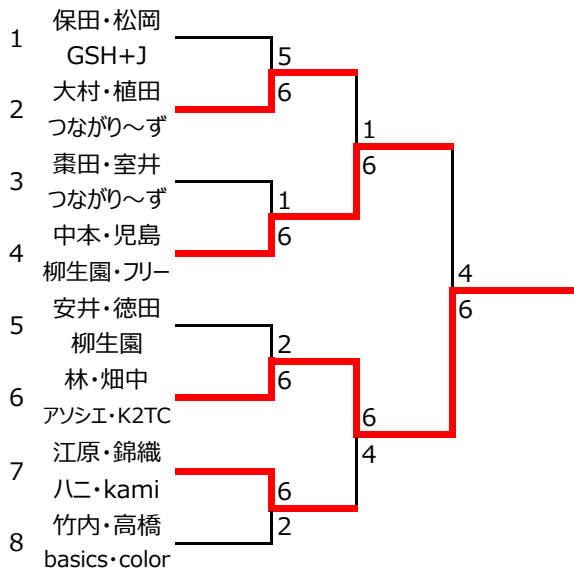 保田・松岡
1
GSH+J
5
大村・植田
6
2
つながり～ず
1
棗田・室井
6
3
つながり～ず
1
中本・児島
6
4
柳生園・フリー
4
安井・徳田
6
5
柳生園
2
林・畑中
6
6
アソシエ・K2TC
6
江原・錦織
4
7
ハニ・kami
6
竹内・高橋
2
8
basics・color